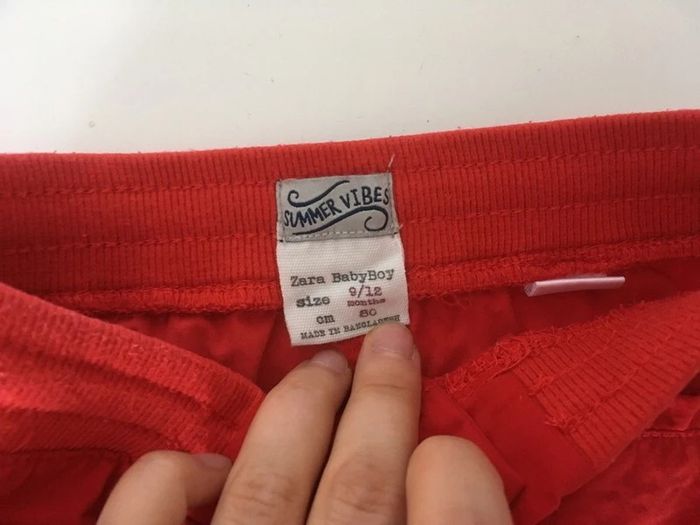 SUMMER VIBES
Zara BabyBoy
size 9/12
months
cm 80
MADE IN BANGLADESH